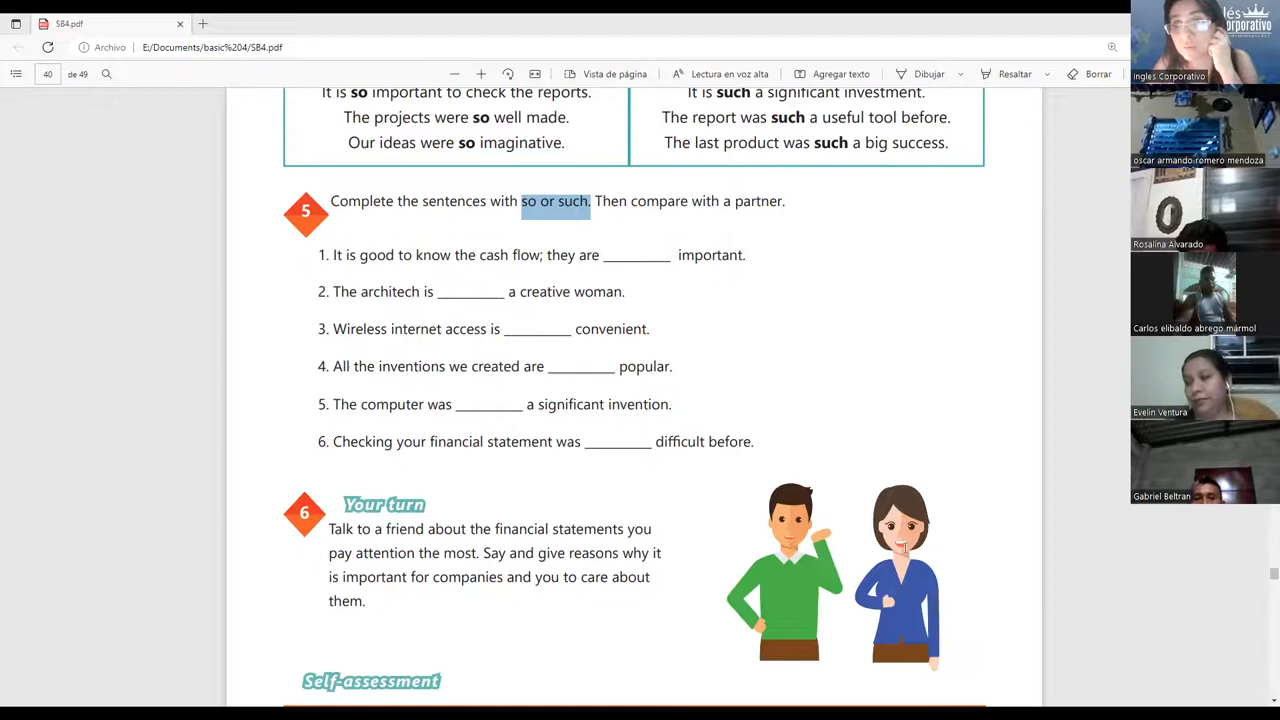 SB4.pdf
Archivo E:/Documents/basic%204/SB4.pdf
40 de 49 Vista de página Lectura en voz alta Agregar texto Dibujar Resaltar Borrar
It is so important to check the reports.
The projects were so well made.
Our ideas were so imaginative.
It is such a significant investment.
The report was such a useful tool before.
The last product was such a big success.
5 Complete the sentences with so or such. Then compare with a partner.
1. It is good to know the cash flow; they are __________ important.
2. The architech is __________ a creative woman.
3. Wireless internet access is __________ convenient.
4. All the inventions we created are __________ popular.
5. The computer was __________ a significant invention.
6. Checking your financial statement was __________ difficult before.
6 Your turn
Talk to a friend about the financial statements you
pay attention the most. Say and give reasons why it
is important for companies and you to care about
them.
Self-assessment
Ingles Corporativo
oscar armando romero mendoza
Rosalina Alvarado
Carlos elibaldo abrego mármol
Evelin Ventura
Gabriel Beltran